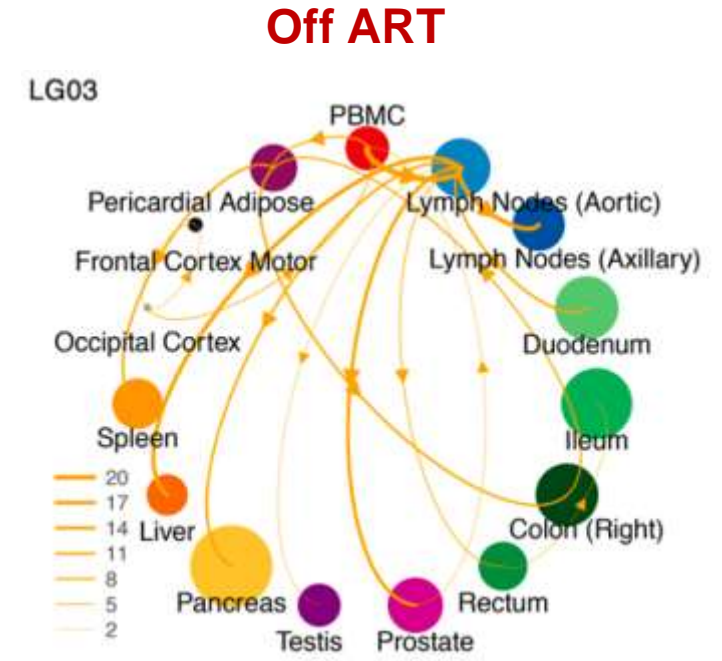 Off ART
LG03
PBMC
Pericardial Adipose
Lymph Nodes (Aortic)
Frontal Cortex Motor
Lymph Nodes (Axillary)
Occipital Cortex
Duodenum
Spleen
Ileum
20
17
14
11
8
5
2
Liver
Colon (Right)
Pancreas
Rectum
Testis
Prostate